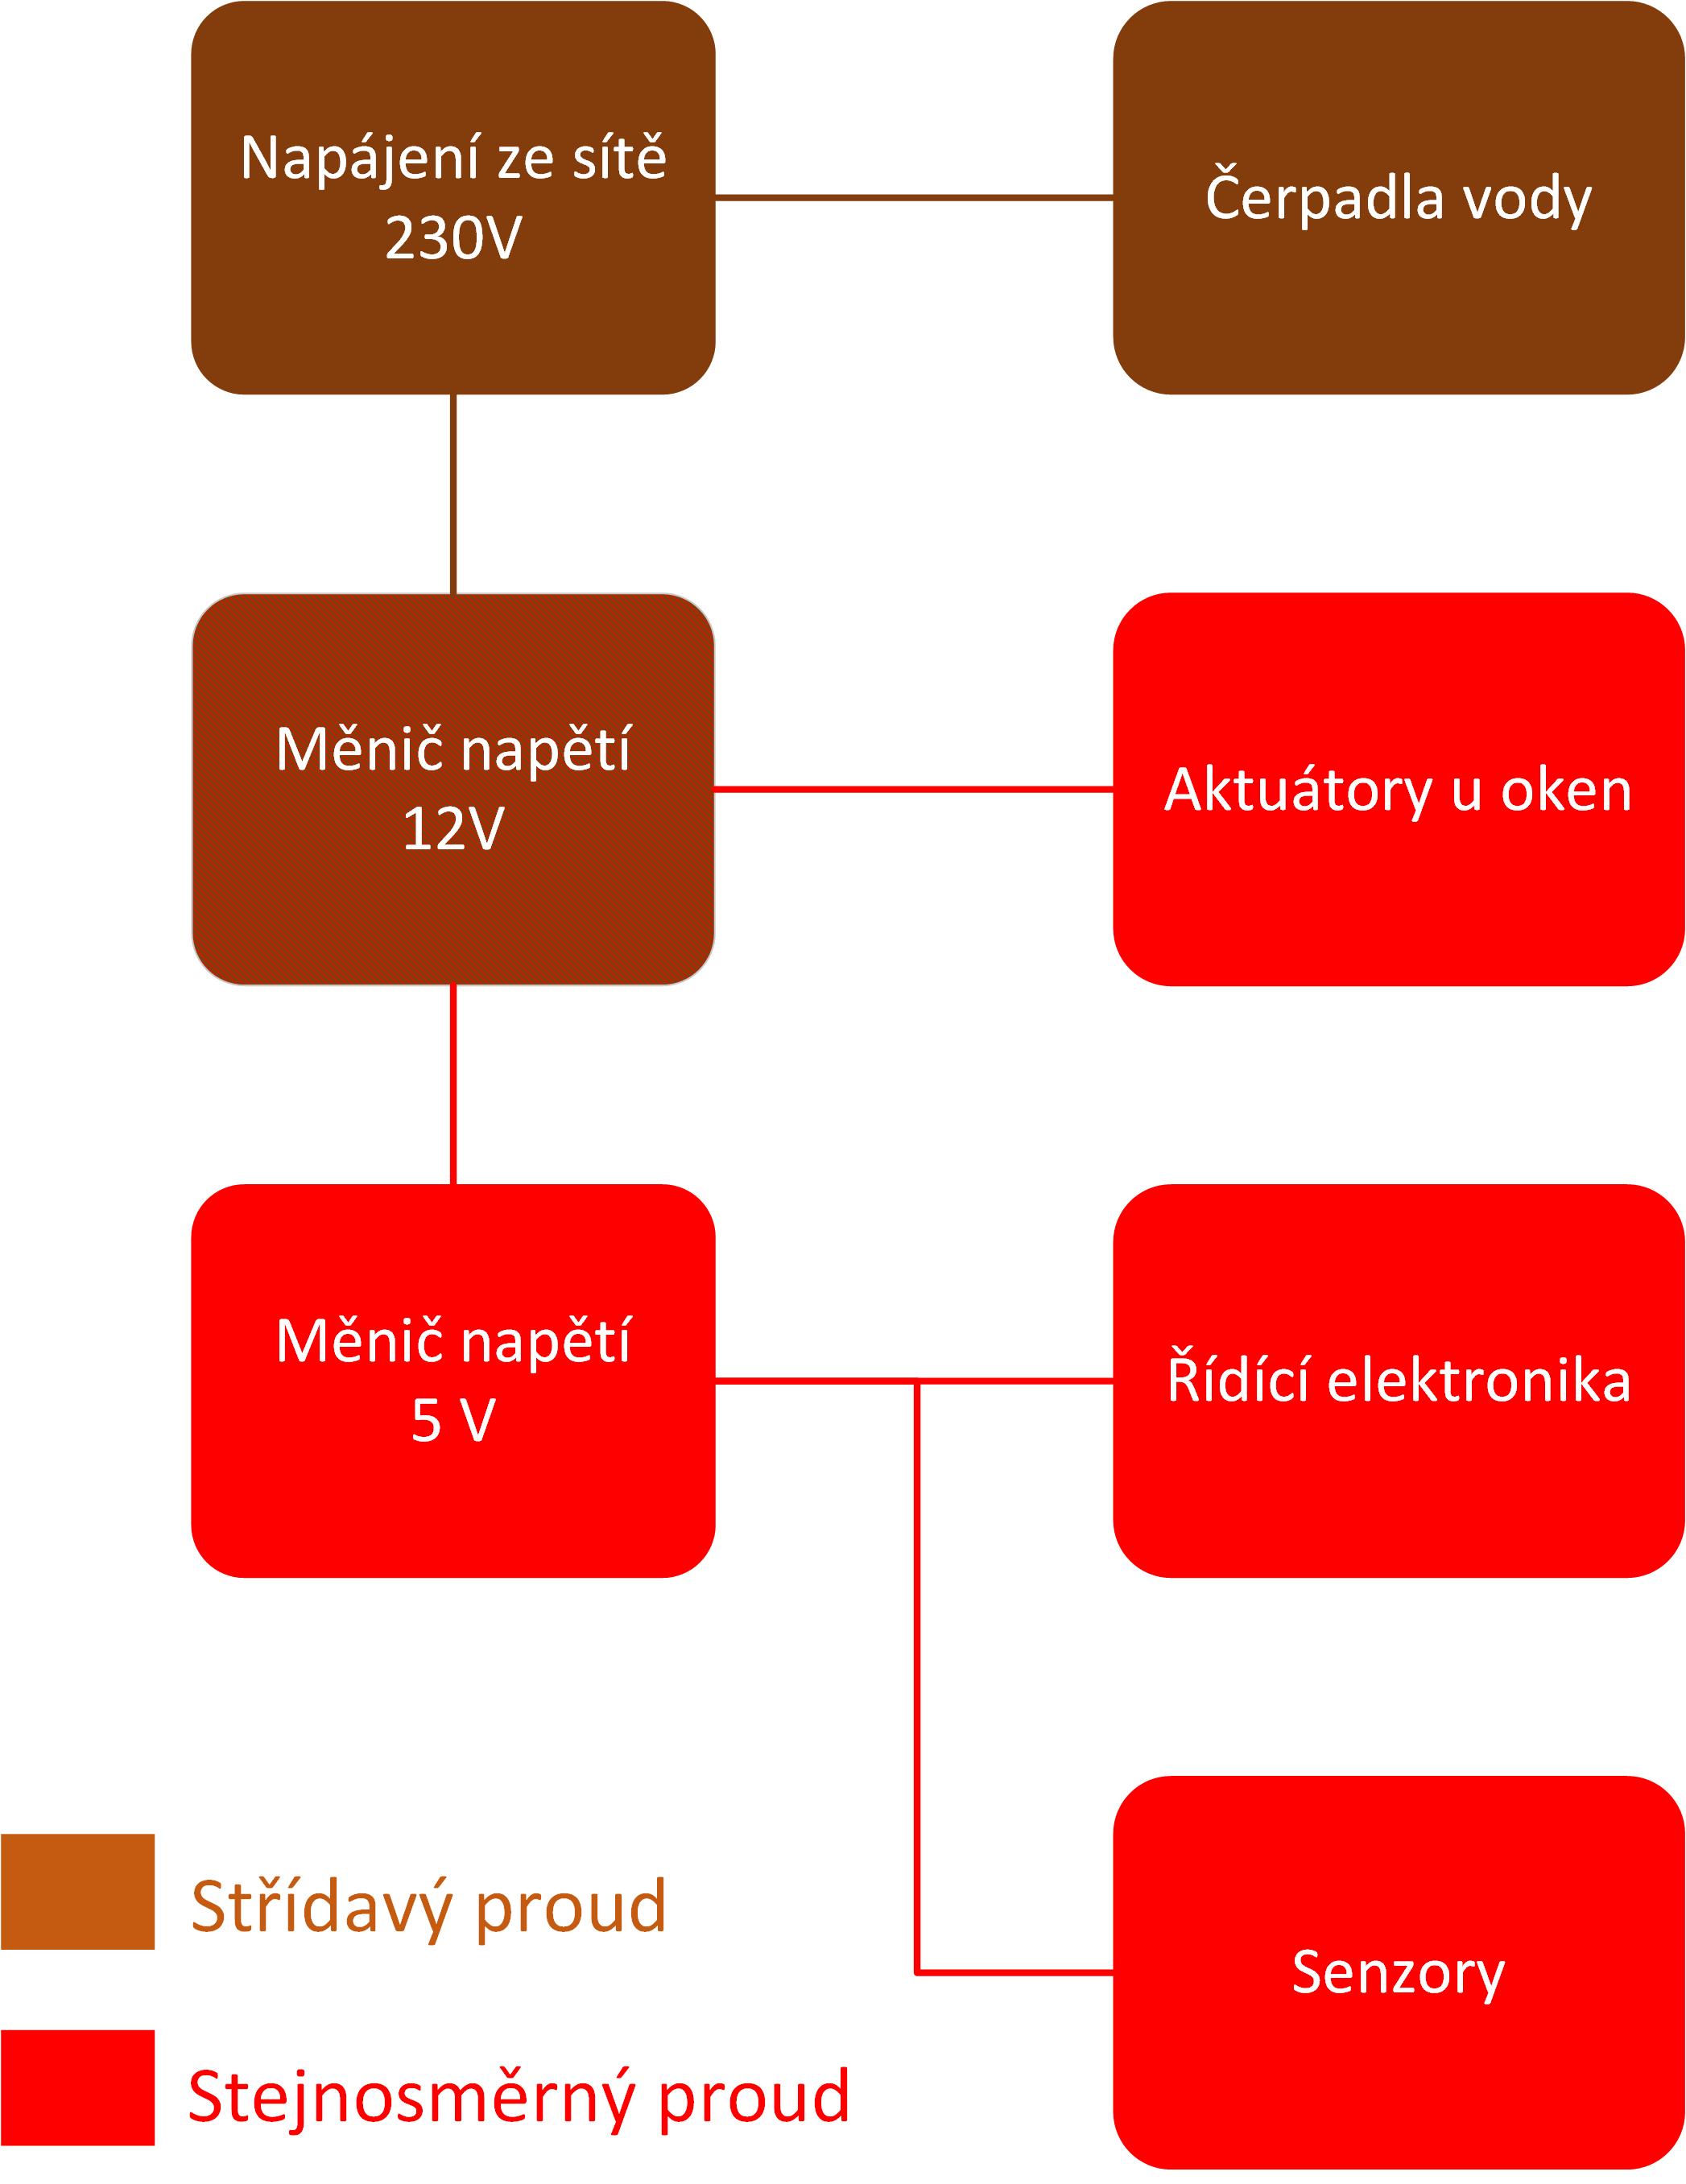 Napájení ze sítě
230V
Čerpadla vody
Měnič napětí
12V
Aktuátory u oken
Měnič napětí
5 V
Řídící elektronika
Senzory
Střídavý proud
Stejnosměrný proud